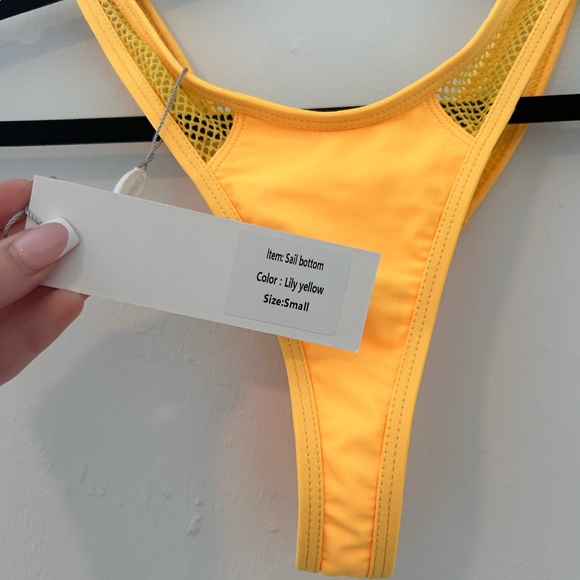 Item: Sail bottom
Color : Lily yellow
Size:Small